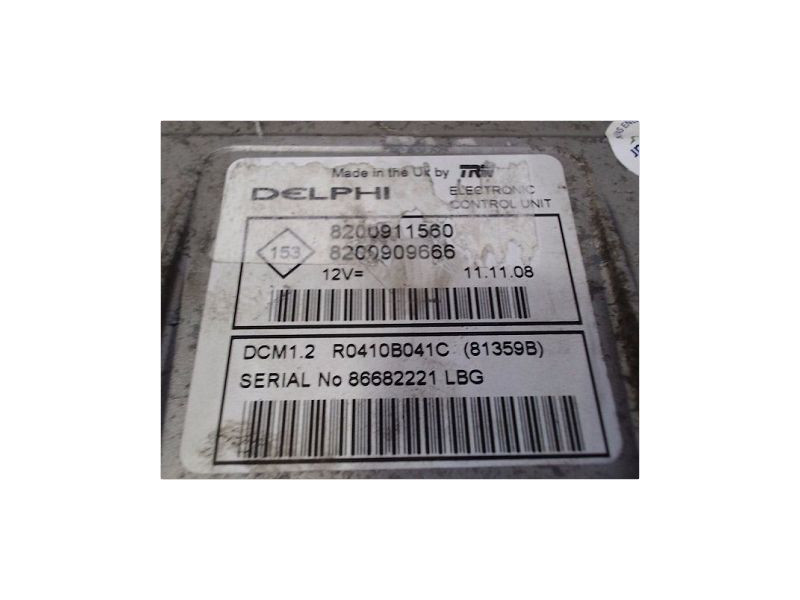 Made in the Uk by TRW
DELPHI
ELECTRONIC
CONTROL UNIT
153
8200911560
8200909666
12V=
11.11.08
DCM1.2 R0410B041C (81359B)
SERIAL No 86682221 LBG